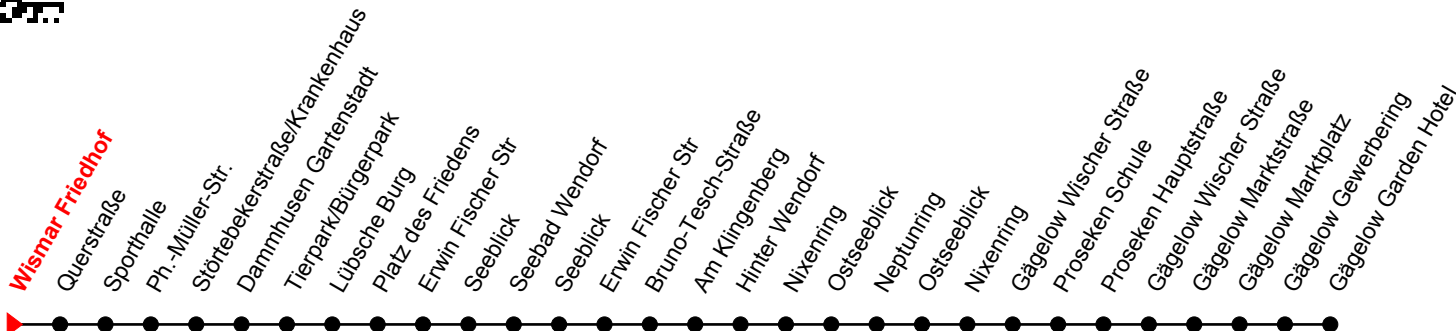 Wismar Friedhof
Querstraße
Sporthalle
Ph.-Müller-Str.
Störtebekerstraße/Krankenhaus
Dammhusen Gartenstadt
Tierpark/Bürgerpark
Lübsche Burg
Platz des Friedens
Erwin Fischer Str
Seeblick
Seebad Wendorf
Seeblick
Erwin Fischer Str
Bruno-Tesch-Straße
Am Klingenberg
Hinter Wendorf
Nixenring
Ostseeblick
Neptunring
Ostseeblick
Nixenring
Gägelow Wischer Straße
Proseken Schule
Proseken Hauptstraße
Gägelow Wischer Straße
Gägelow Marktstraße
Gägelow Marktplatz
Gägelow Gewerbering
Gägelow Garden Hotel